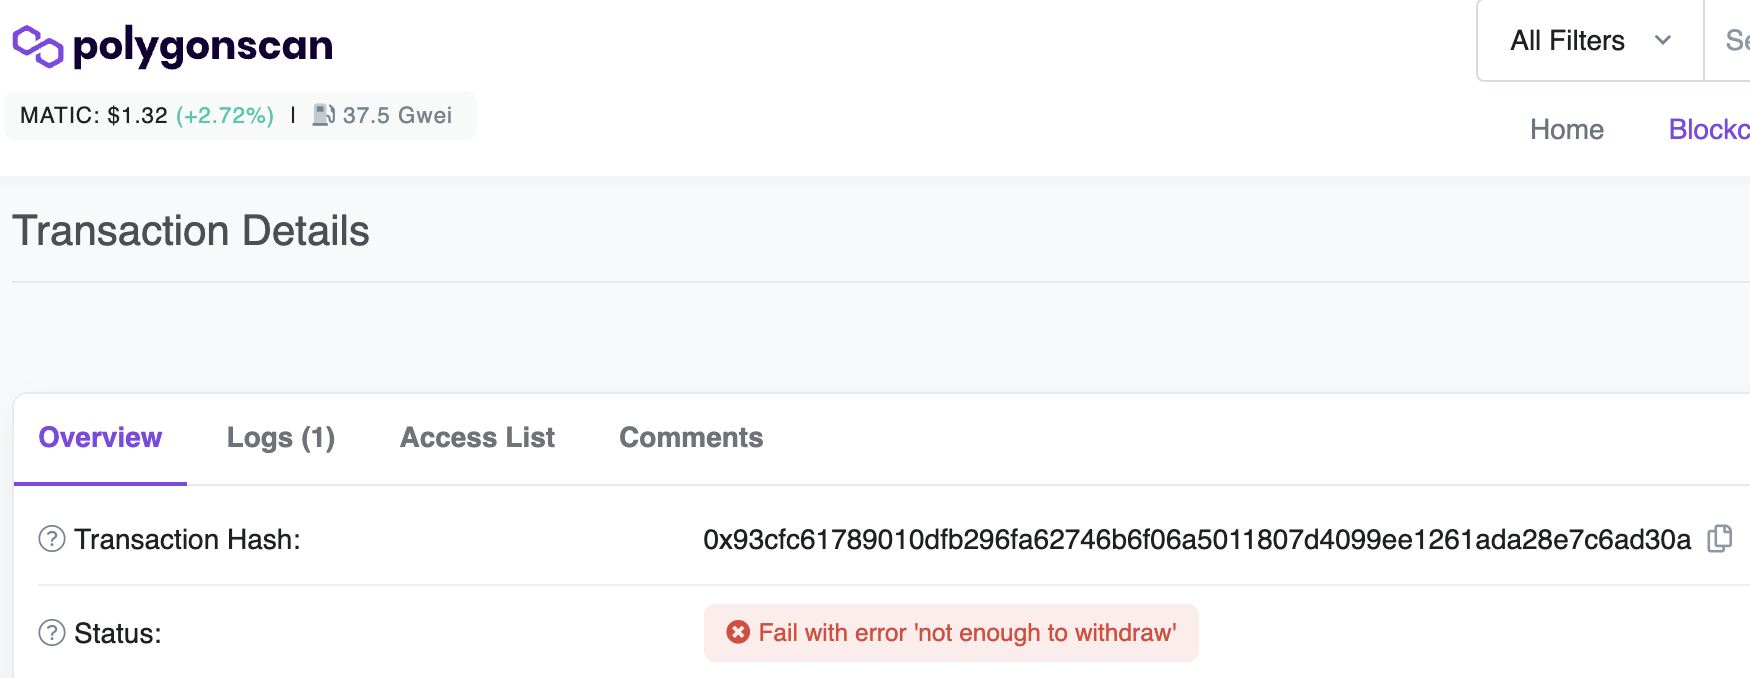 polygonscan
All Filters
Se
MATIC: $1.32 (+2.72%) | 37.5 Gwei
Home Blockc
Transaction Details
Overview Logs (1) Access List Comments
Transaction Hash: 0x93cfc61789010dfb296fa62746b6f06a5011807d4099ee1261ada28e7c6ad30a
Status: Fail with error 'not enough to withdraw'